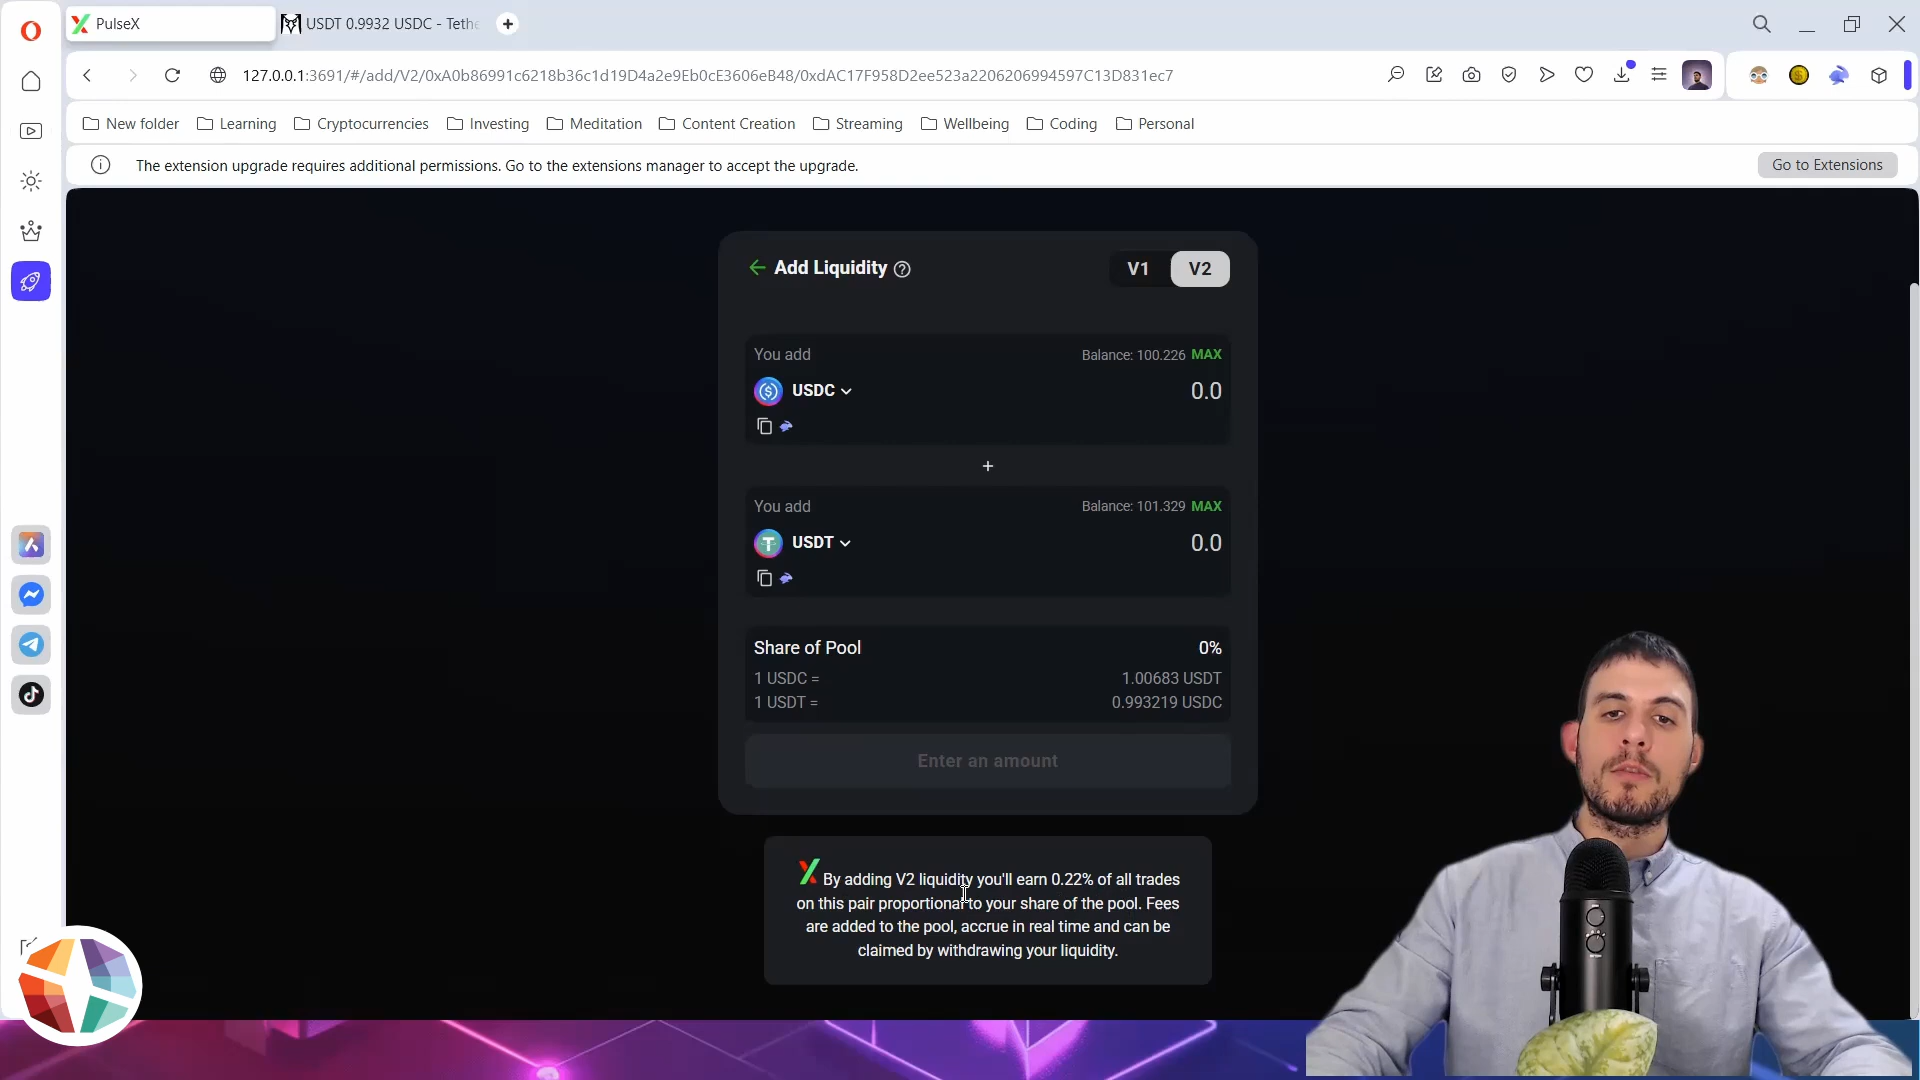 PulseX
USDT 0.9932 USDC - Tethe
127.0.0.1:3691/#/add/V2/0xA0b86991c6218b36c1d19D4a2e9Eb0cE3606eB48/0xdAC17F958D2ee523a2206206994597C13D831ec7
New folder
Learning
Cryptocurrencies
Investing
Meditation
Content Creation
Streaming
Wellbeing
Coding
Personal
The extension upgrade requires additional permissions. Go to the extensions manager to accept the upgrade.
Go to Extensions
Add Liquidity
V1
V2
You add
Balance: 100.226 MAX
USDC
0.0
+
You add
Balance: 101.329 MAX
USDT
0.0
Share of Pool
0%
1 USDC =
1.00683 USDT
1 USDT =
0.993219 USDC
Enter an amount
By adding V2 liquidity you'll earn 0.22% of all trades
on this pair proportional to your share of the pool. Fees
are added to the pool, accrue in real time and can be
claimed by withdrawing your liquidity.